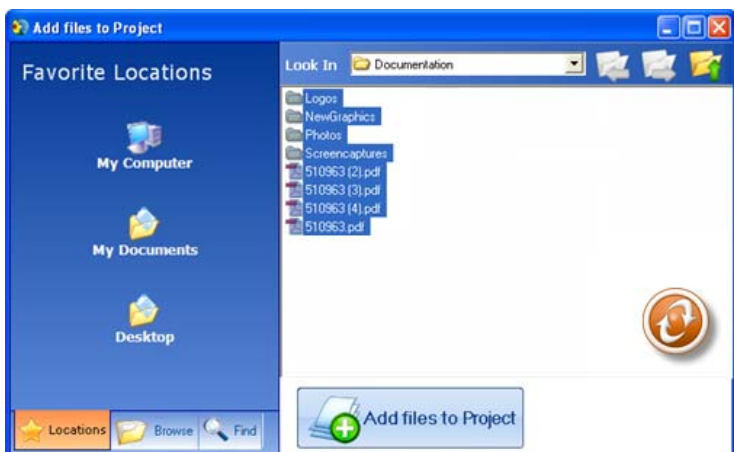 Add files to Project
Favorite Locations
My Computer
My Documents
Desktop
Locations
Browse
Find
Look In
Documentation
Logos
NewGraphics
Photos
Screencaptures
510963 (2).pdf
510963 (3).pdf
510963 (4).pdf
510963.pdf
Add files to Project